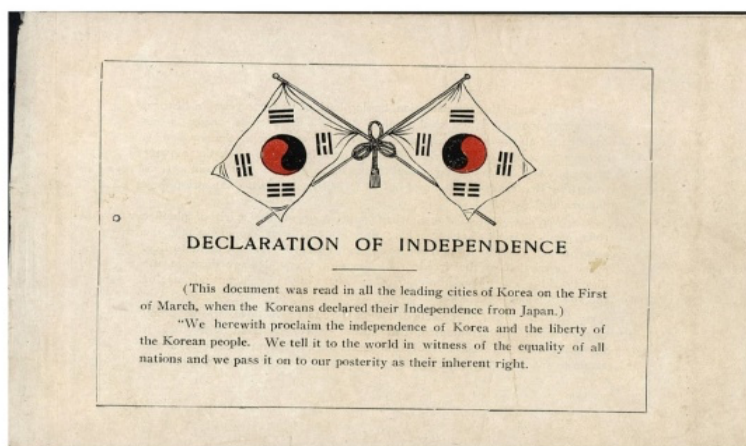 DECLARATION OF INDEPENDENCE
(This document was read in all the leading cities of Korea on the First
of March, when the Koreans declared their Independence from Japan.)
"We herewith proclaim the independence of Korea and the liberty of
the Korean people. We tell it to the world in witness of the equality of all
nations and we pass it on to our posterity as their inherent right.